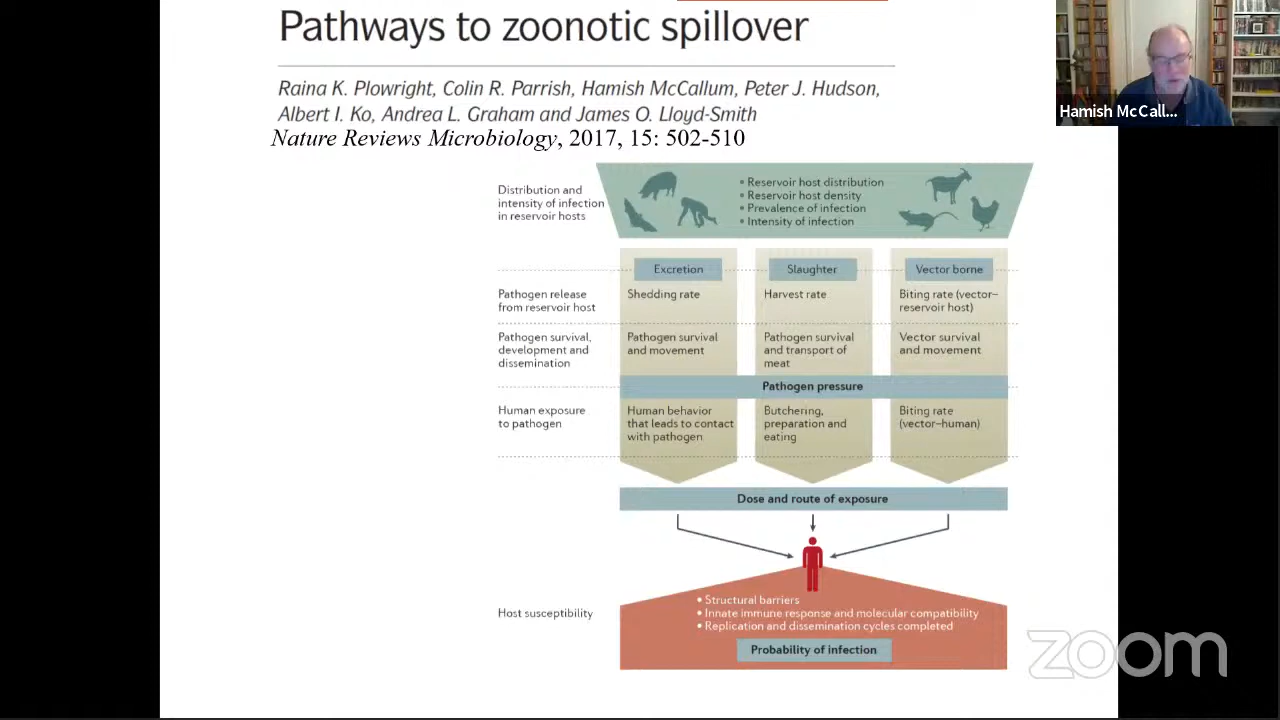 Pathways to zoonotic spillover
Raina K. Plowright, Colin R. Parrish, Hamish McCallum, Peter J. Hudson,
Albert I. Ko, Andrea L. Graham and James O. Lloyd-Smith
Nature Reviews Microbiology, 2017, 15: 502-510
Hamish McCall...
Distribution and
intensity of infection
in reservoir hosts
• Reservoir host distribution
• Reservoir host density
• Prevalence of infection
• Intensity of infection
Excretion
Slaughter
Vector borne
Pathogen release
from reservoir host
Shedding rate
Harvest rate
Biting rate (vector–
reservoir host)
Pathogen survival,
development and
dissemination
Pathogen survival
and movement
Pathogen survival
and transport of
meat
Vector survival
and movement
Pathogen pressure
Human exposure
to pathogen
Human behavior
that leads to contact
with pathogen
Butchering,
preparation and
eating
Biting rate
(vector–human)
Dose and route of exposure
Host susceptibility
• Structural barriers
• Innate immune response and molecular compatibility
• Replication and dissemination cycles completed
Probability of infection
zoom